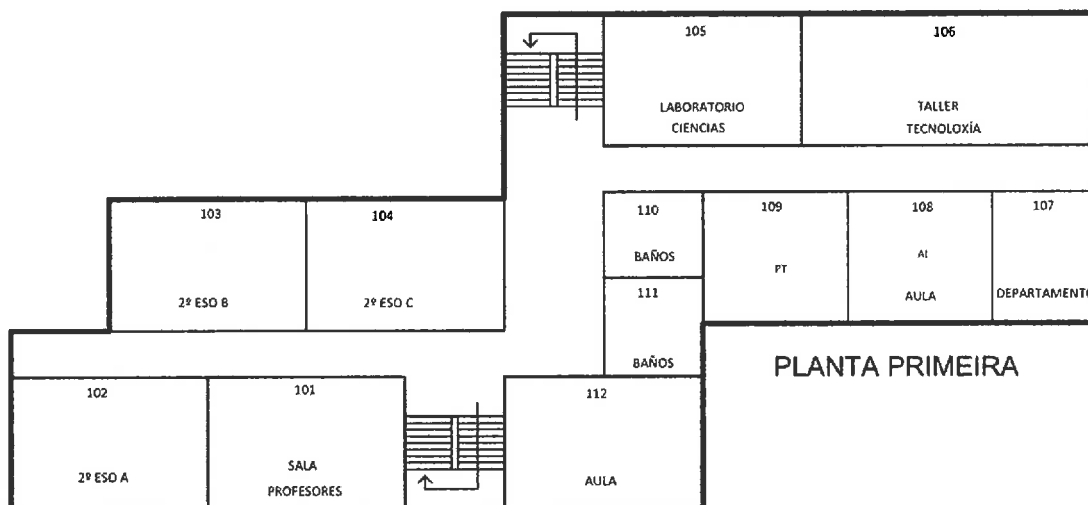 105
LABORATORIO
CIENCIAS
106
TALLER
TECNOLOXÍA
103
2º ESO B
104
2º ESO C
110
BAÑOS
109
PT
108
AI
AULA
107
DEPARTAMENTO
111
BAÑOS
PLANTA PRIMEIRA
102
2º ESO A
101
SALA
PROFESORES
112
AULA